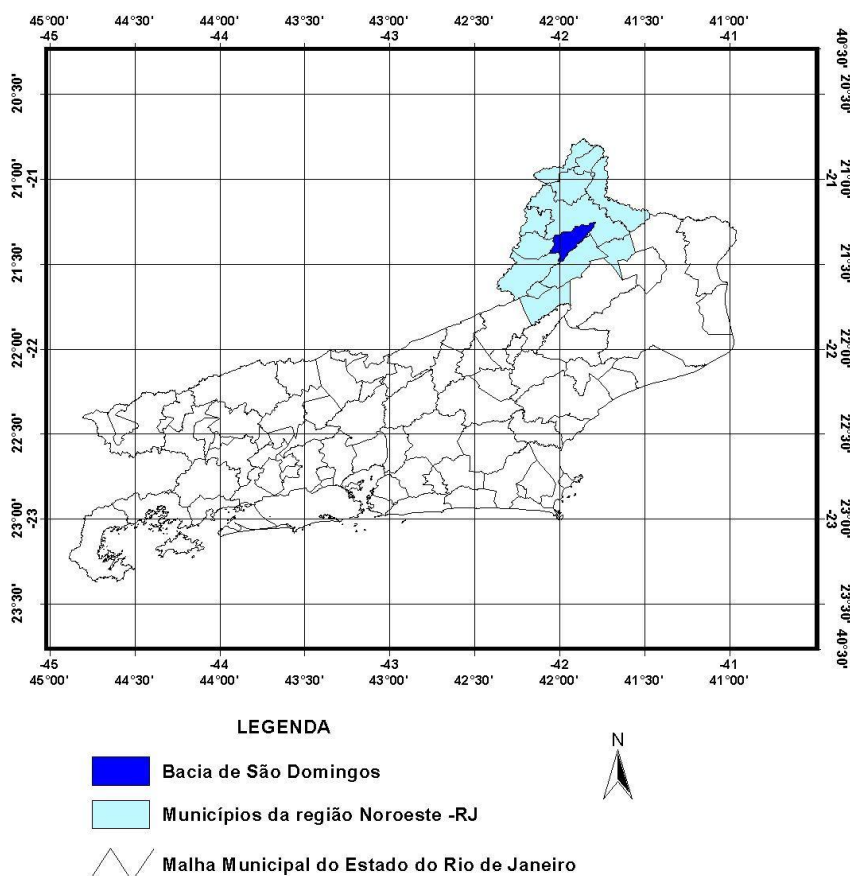 45°00' 44°30' 44°00' 43°30' 43°00' 42°30' 42°00' 41°30' 41°00'
-45 -44 -43 -42 -41
40°30'
40°30'
20°30'
20°30'
21°00' -21
-21 21°00'
21°30'
21°30'
22°00' -22
-22 22°00'
22°30'
22°30'
23°00' -23
-23 23°00'
23°30'
23°30'
40°30'
-45 -44 -43 -42 -41
45°00' 44°30' 44°00' 43°30' 43°00' 42°30' 42°00' 41°30' 41°00'
LEGENDA
N
Bacia de São Domingos
Municípios da região Noroeste -RJ
Malha Municipal do Estado do Rio de Janeiro